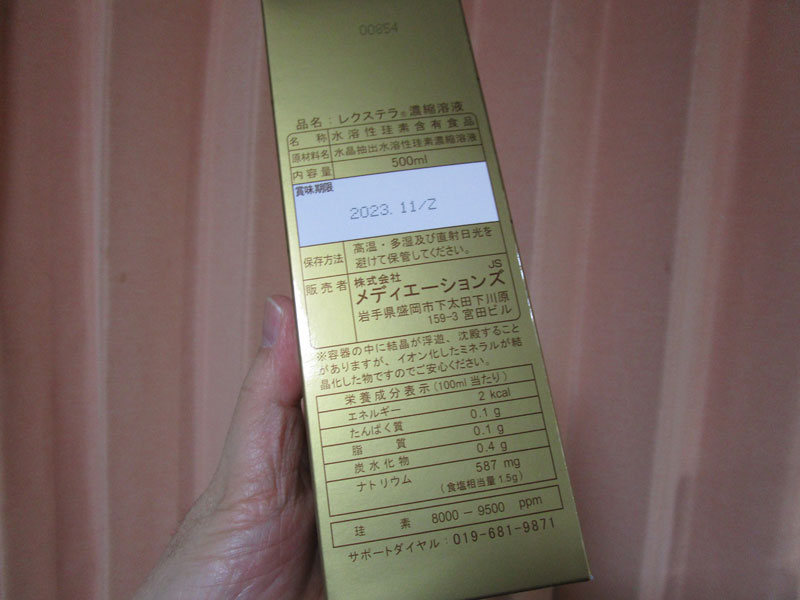 00854
品名：レクステラ®濃縮溶液
名称 水溶性珪素含有食品
原材料名 水晶抽出水溶性珪素濃縮溶液
内容量 500ml
賞味期限
2023.11/Z
保存方法 高温・多湿及び直射日光を
避けて保管してください。
販売者 株式会社 JS
メディエーションズ
岩手県盛岡市下太田下川原
159-3 宮田ビル
※容器の中に結晶が浮遊、沈殿すること
がありますが、イオン化したミネラルが結
晶化した物ですのでご安心ください。
栄養成分表示（100ml当たり）
エネルギー 2 kcal
たんぱく質 0.1 g
脂質 0.1 g
炭水化物 0.4 g
ナトリウム 587 mg
（食塩相当量 1.5g）
珪素 8000－9500 ppm
サポートダイヤル：019-681-9871